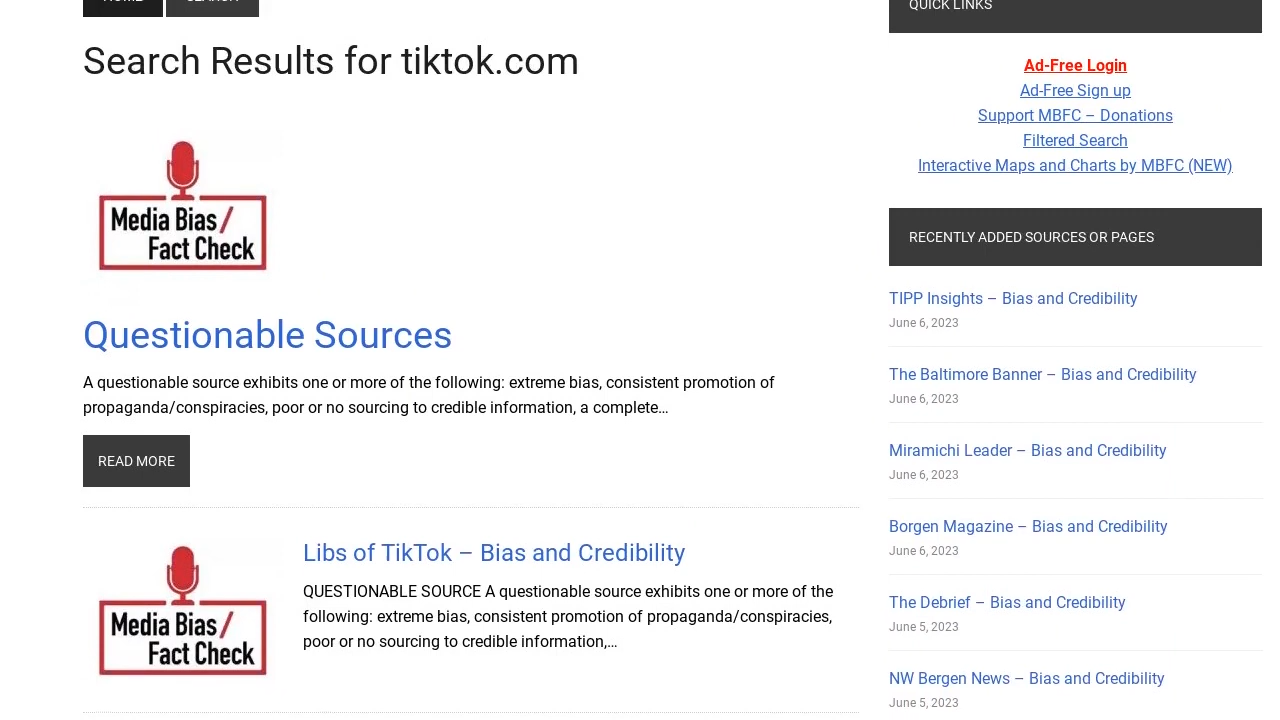 HOME
SEARCH
Search Results for tiktok.com
Media Bias/
Fact Check
Questionable Sources
A questionable source exhibits one or more of the following: extreme bias, consistent promotion of
propaganda/conspiracies, poor or no sourcing to credible information, a complete…
READ MORE
Media Bias/
Fact Check
Libs of TikTok – Bias and Credibility
QUESTIONABLE SOURCE A questionable source exhibits one or more of the
following: extreme bias, consistent promotion of propaganda/conspiracies,
poor or no sourcing to credible information,…
QUICK LINKS
Ad-Free Login
Ad-Free Sign up
Support MBFC – Donations
Filtered Search
Interactive Maps and Charts by MBFC (NEW)
RECENTLY ADDED SOURCES OR PAGES
TIPP Insights – Bias and Credibility
June 6, 2023
The Baltimore Banner – Bias and Credibility
June 6, 2023
Miramichi Leader – Bias and Credibility
June 6, 2023
Borgen Magazine – Bias and Credibility
June 6, 2023
The Debrief – Bias and Credibility
June 5, 2023
NW Bergen News – Bias and Credibility
June 5, 2023